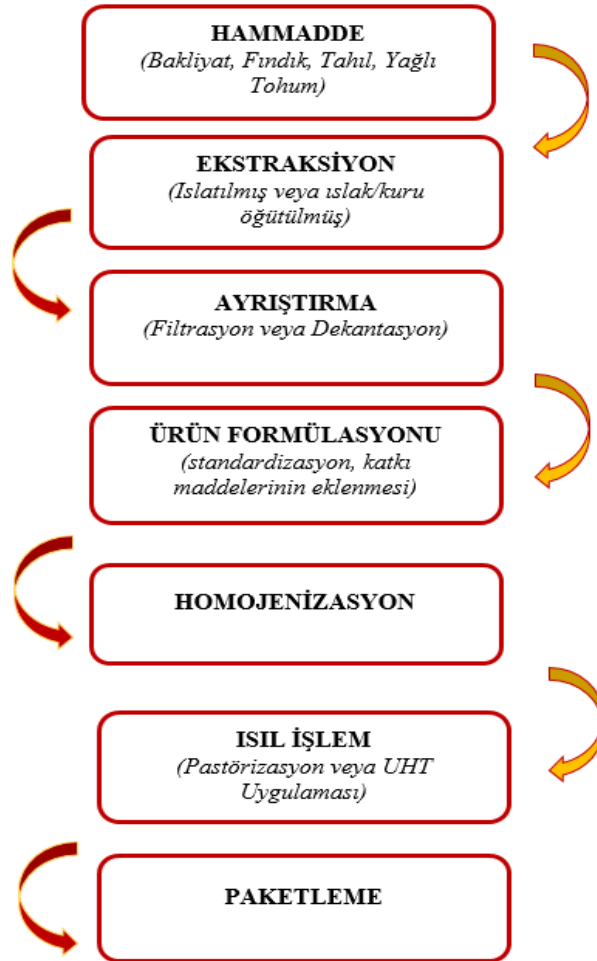 HAMMADDE
(Bakliyat, Fındık, Tahıl, Yağlı
Tohum)
EKSTRAKSİYON
(Islatılmış veya ıslak/kuru
öğütülmüş)
AYRIŞTIRMA
(Filtrasyon veya Dekantasyon)
ÜRÜN FORMÜLASYONU
(standardizasyon, katkı
maddelerinin eklenmesi)
HOMOJENİZASYON
ISIL İŞLEM
(Pastörizasyon veya UHT
Uygulaması)
PAKETLEME